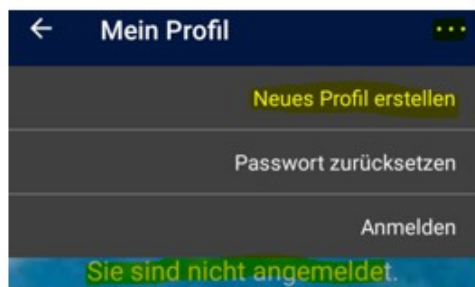 Mein Profil
Neues Profil erstellen
Passwort zurücksetzen
Anmelden
Sie sind nicht angemeldet.